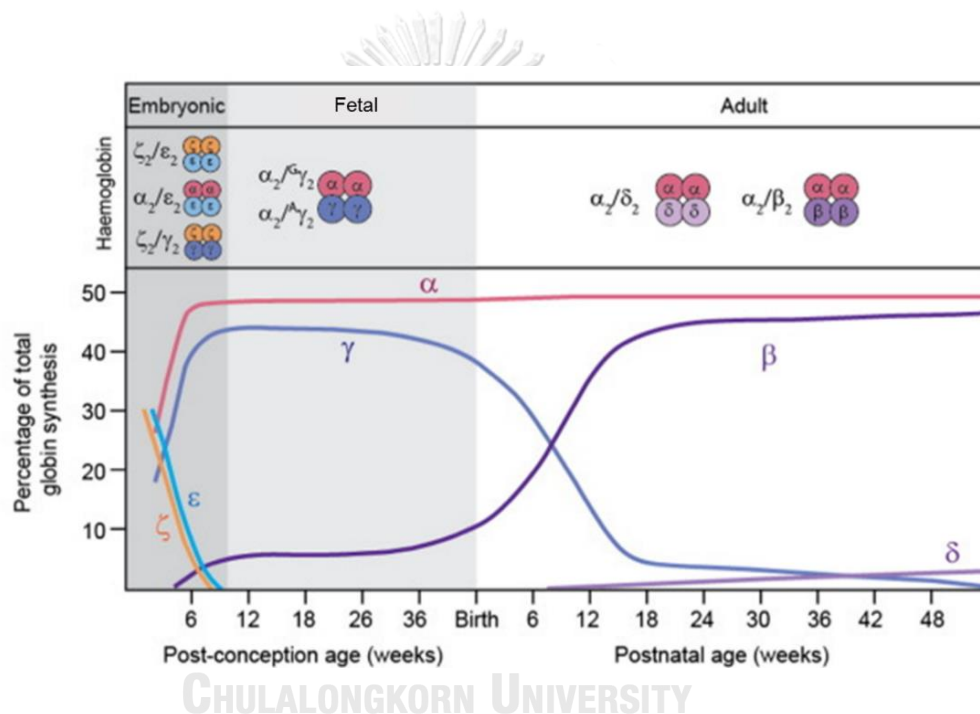 Embryonic Fetal Adult
Haemoglobin
ζ₂/ε₂ ζ ζ ε ε
α₂/ε₂ α α ε ε
ζ₂/γ₂ ζ ζ γ γ
α₂/ᴳγ₂ α α
α₂/ᴬγ₂ γ γ
α₂/δ₂ α α δ δ
α₂/β₂ α α β β
Percentage of total
globin synthesis
50
40
30
20
10
α
γ
β
ε
ζ
δ
6 12 18 26 36 Birth 6 12 18 24 30 36 42 48
Post-conception age (weeks) Postnatal age (weeks)
CHULALONGKORN UNIVERSITY